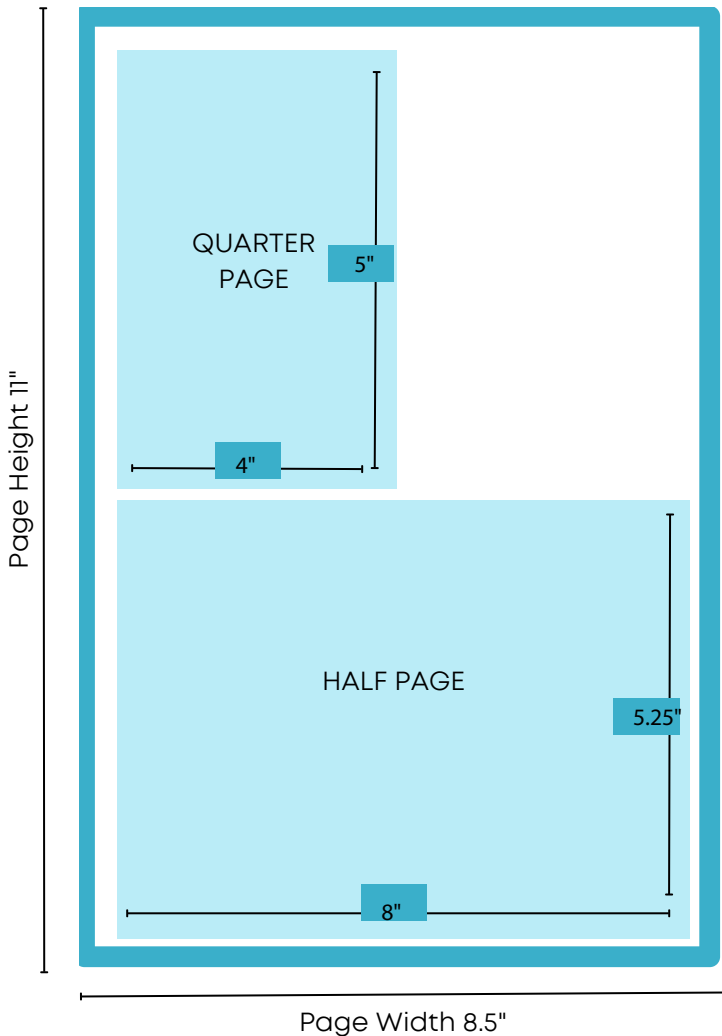 QUARTER
PAGE
5"
4"
Page Height 11"
HALF PAGE
5.25"
8"
Page Width 8.5"